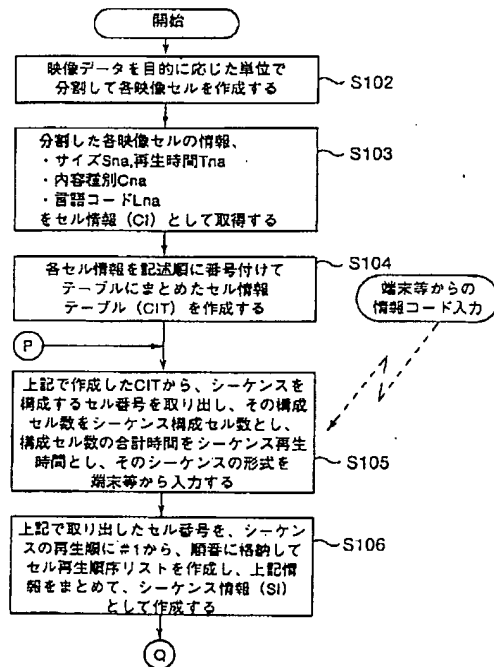 開始
映像データを目的に応じた単位で
分割して各映像セルを作成する
S102
分割した各映像セルの情報、
・サイズSna,再生時間Tna
・内容種別Cna
・言語コードLna
をセル情報(CI)として取得する
S103
各セル情報を記述順に番号付けて
テーブルにまとめたセル情報
テーブル(CIT)を作成する
S104
端末等からの
情報コード入力
P
上記で作成したCITから、シーケンスを
構成するセル番号を取り出し、その構成
セル数をシーケンス構成セル数とし、
構成セル数の合計時間をシーケンス再生
時間とし、そのシーケンスの形式を
端末等から入力する
S105
上記で取り出したセル番号を、シーケン
スの再生順に#1から、順番に格納して
セル再生順序リストを作成し、上記情
報をまとめて、シーケンス情報(SI)
として作成する
S106
Q